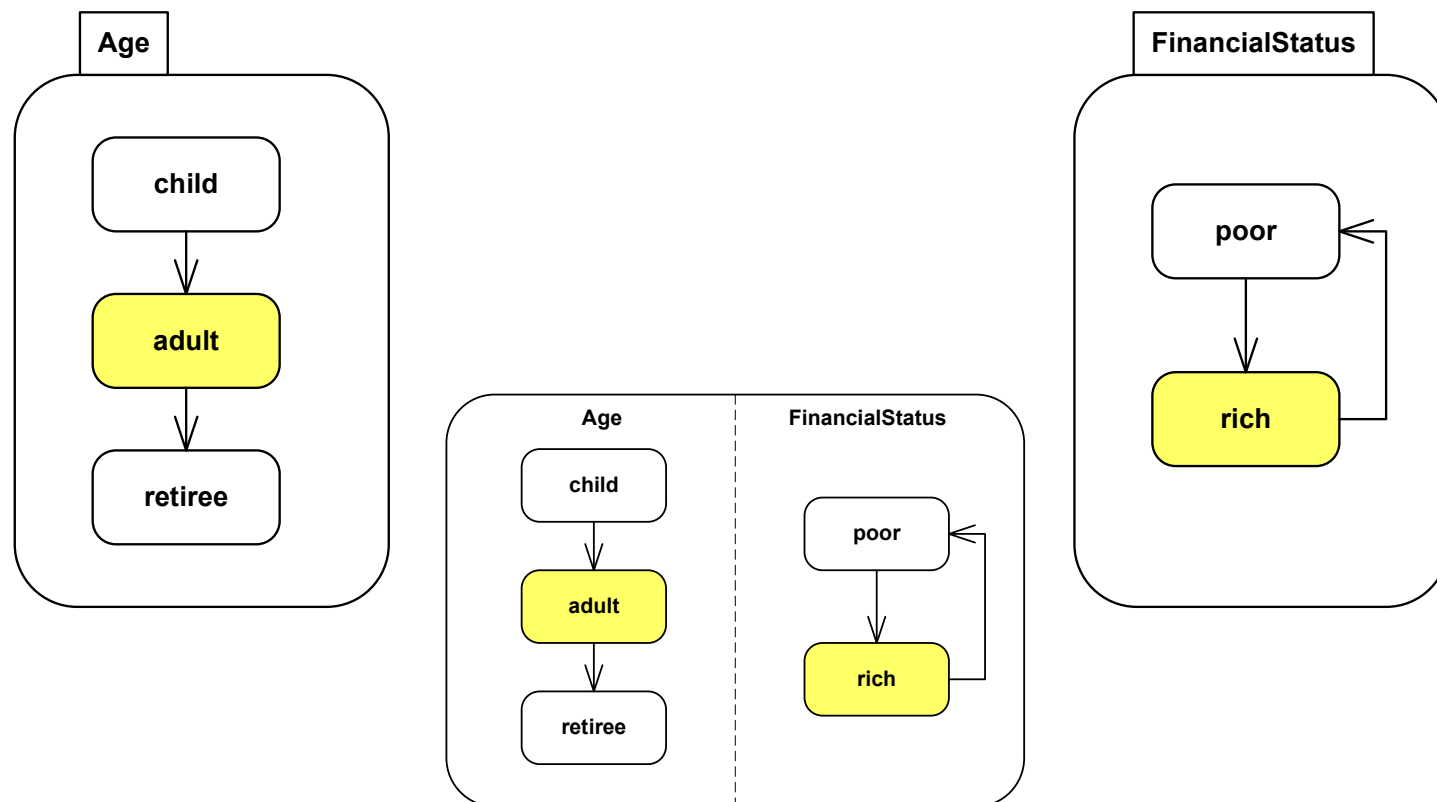 Age
child
adult
retiree
FinancialStatus
poor
rich
Age
child
adult
retiree
FinancialStatus
poor
rich